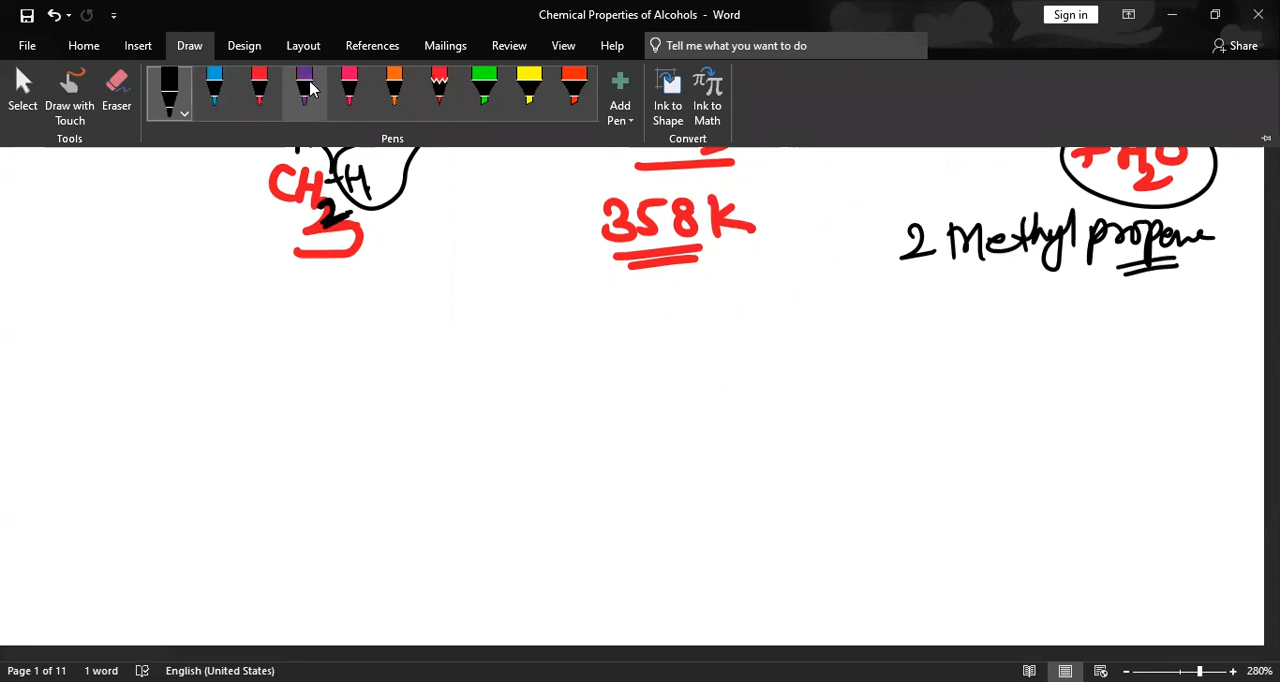 Chemical Properties of Alcohols - Word
Sign in
File Home Insert Draw Design Layout References Mailings Review View Help Tell me what you want to do Share
Select Draw with Touch Eraser Add Pen Ink to Shape Ink to Math
Tools Pens Convert
CH2 H
+ H2O
358 K
2 Methyl propene
Page 1 of 11 1 word English (United States) 280%